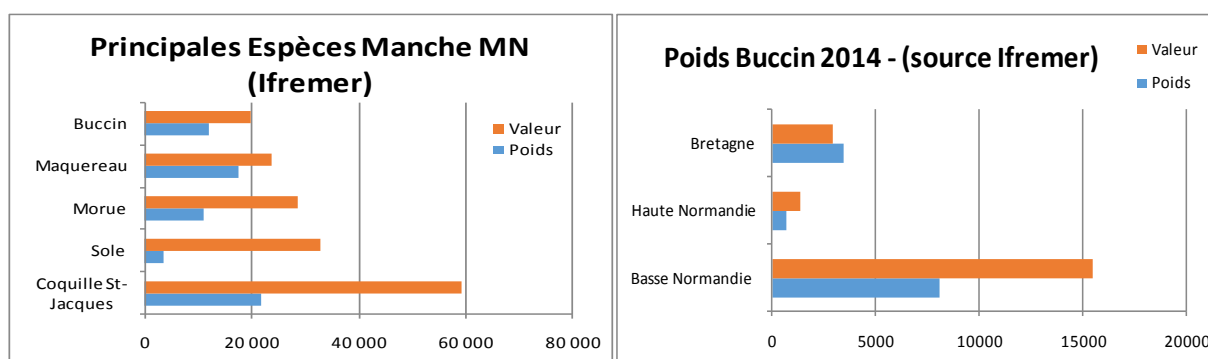 Principales Espèces Manche MN
(Ifremer)
Buccin
Maquereau
Morue
Sole
Coquille St-
Jacques
Valeur
Poids
0 20 000 40 000 60 000 80 000
Poids Buccin 2014 - (source Ifremer)
Valeur
Poids
Bretagne
Haute Normandie
Basse Normandie
0 5000 10000 15000 20000